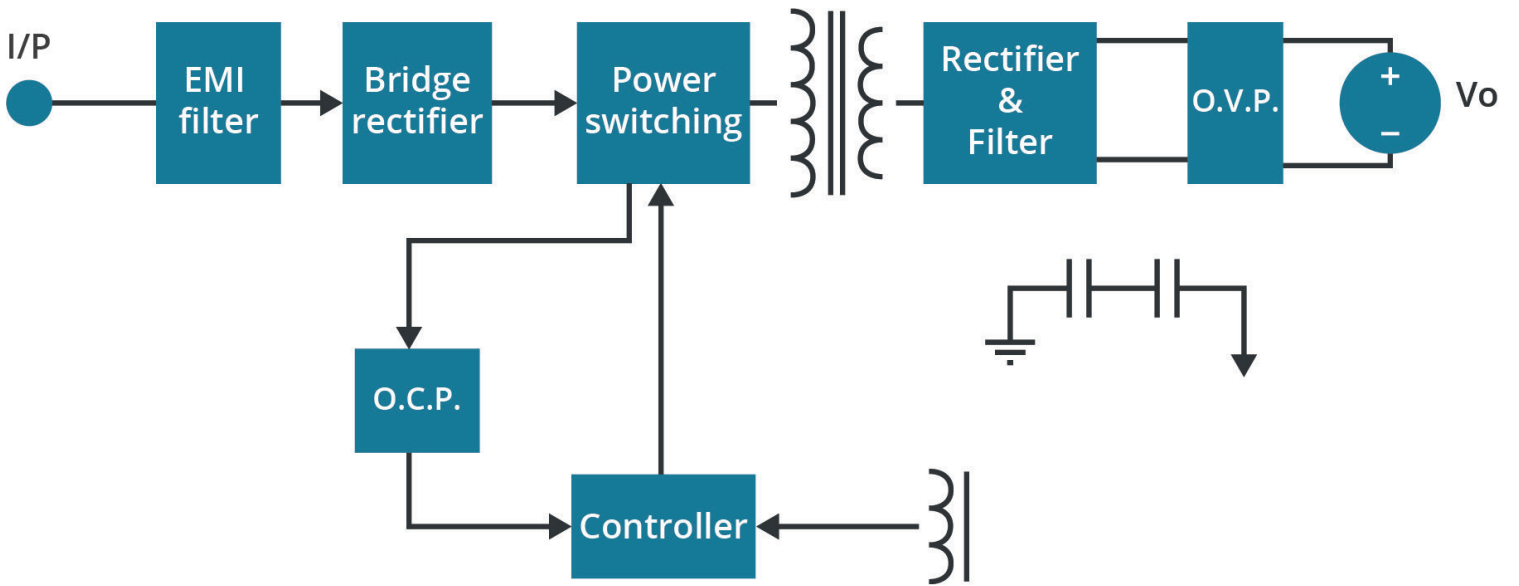 I/P
EMI
filter
Bridge
rectifier
Power
switching
Rectifier
&
Filter
O.V.P.
+
−
Vo
O.C.P.
Controller